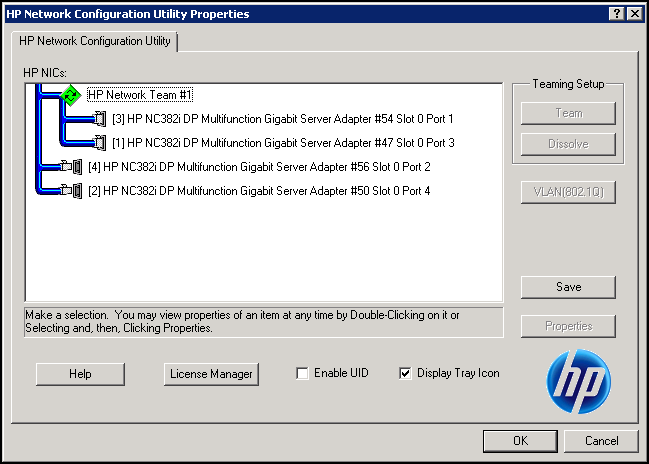 HP Network Configuration Utility Properties
HP Network Configuration Utility
HP NICs:
HP Network Team #1
[3] HP NC382i DP Multifunction Gigabit Server Adapter #54 Slot 0 Port 1
[1] HP NC382i DP Multifunction Gigabit Server Adapter #47 Slot 0 Port 3
[4] HP NC382i DP Multifunction Gigabit Server Adapter #56 Slot 0 Port 2
[2] HP NC382i DP Multifunction Gigabit Server Adapter #50 Slot 0 Port 4
Teaming Setup
Team
Dissolve
VLAN(802.1Q)
Save
Properties
Make a selection. You may view properties of an item at any time by Double-Clicking on it or
Selecting and, then, Clicking Properties.
Help
License Manager
Enable UID
Display Tray Icon
hp
OK
Cancel